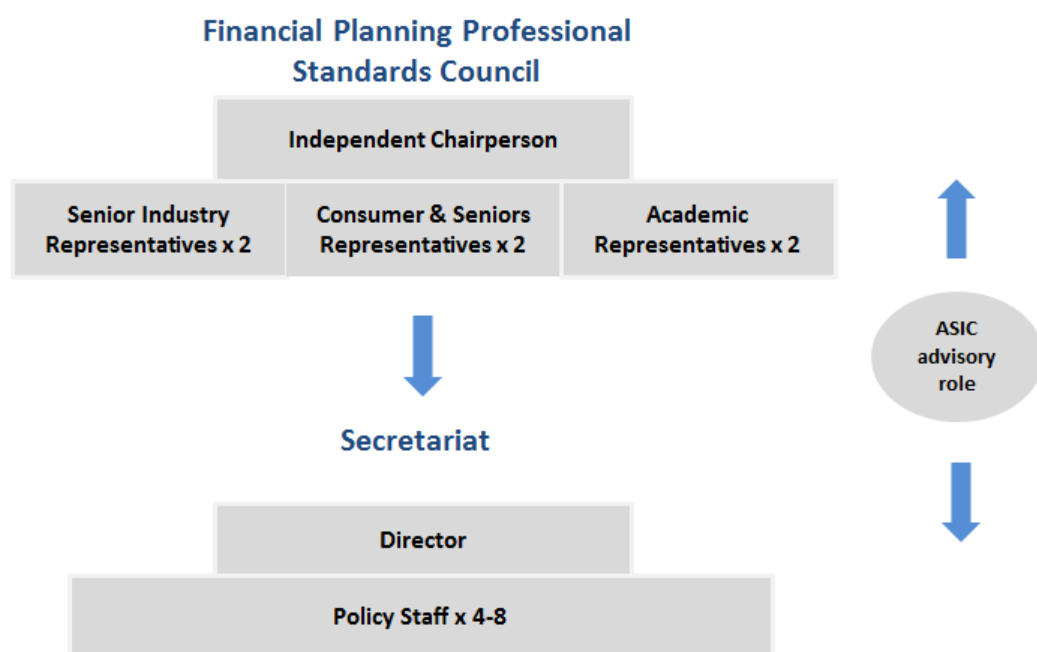 Financial Planning Professional
Standards Council
Independent Chairperson
Senior Industry
Representatives x 2
Consumer & Seniors
Representatives x 2
Academic
Representatives x 2
ASIC
advisory
role
Secretariat
Director
Policy Staff x 4-8